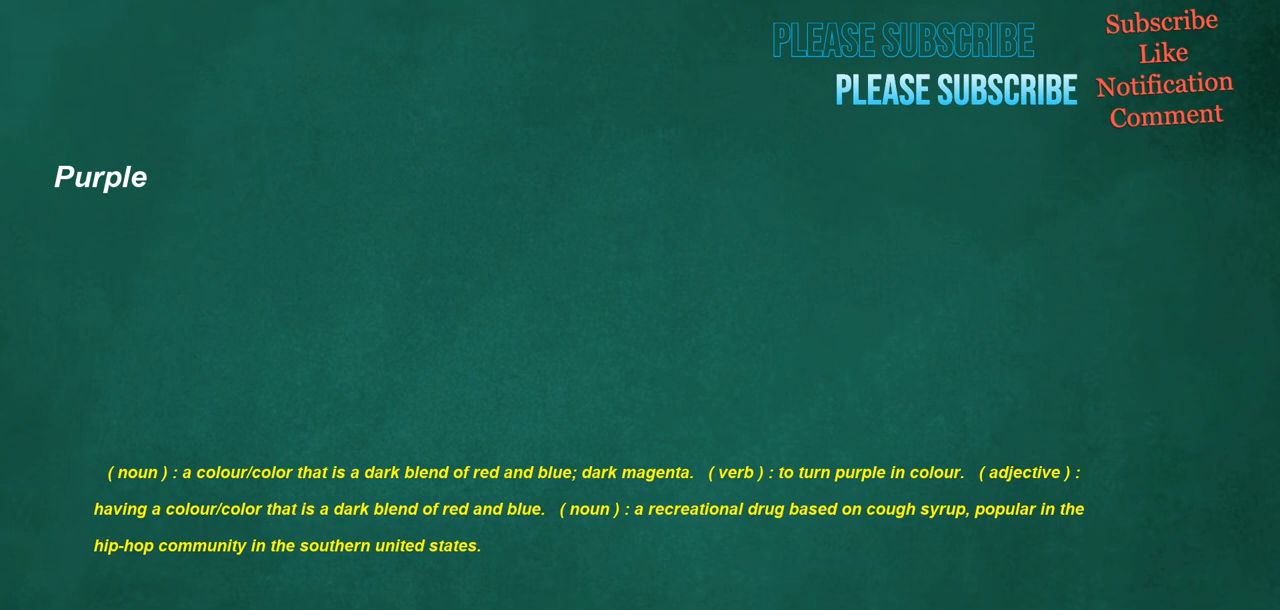 PLEASE SUBSCRIBE
PLEASE SUBSCRIBE
Subscribe
Like
Notification
Comment
Purple
( noun ) : a colour/color that is a dark blend of red and blue; dark magenta. ( verb ) : to turn purple in colour. ( adjective ) :
having a colour/color that is a dark blend of red and blue. ( noun ) : a recreational drug based on cough syrup, popular in the
hip-hop community in the southern united states.